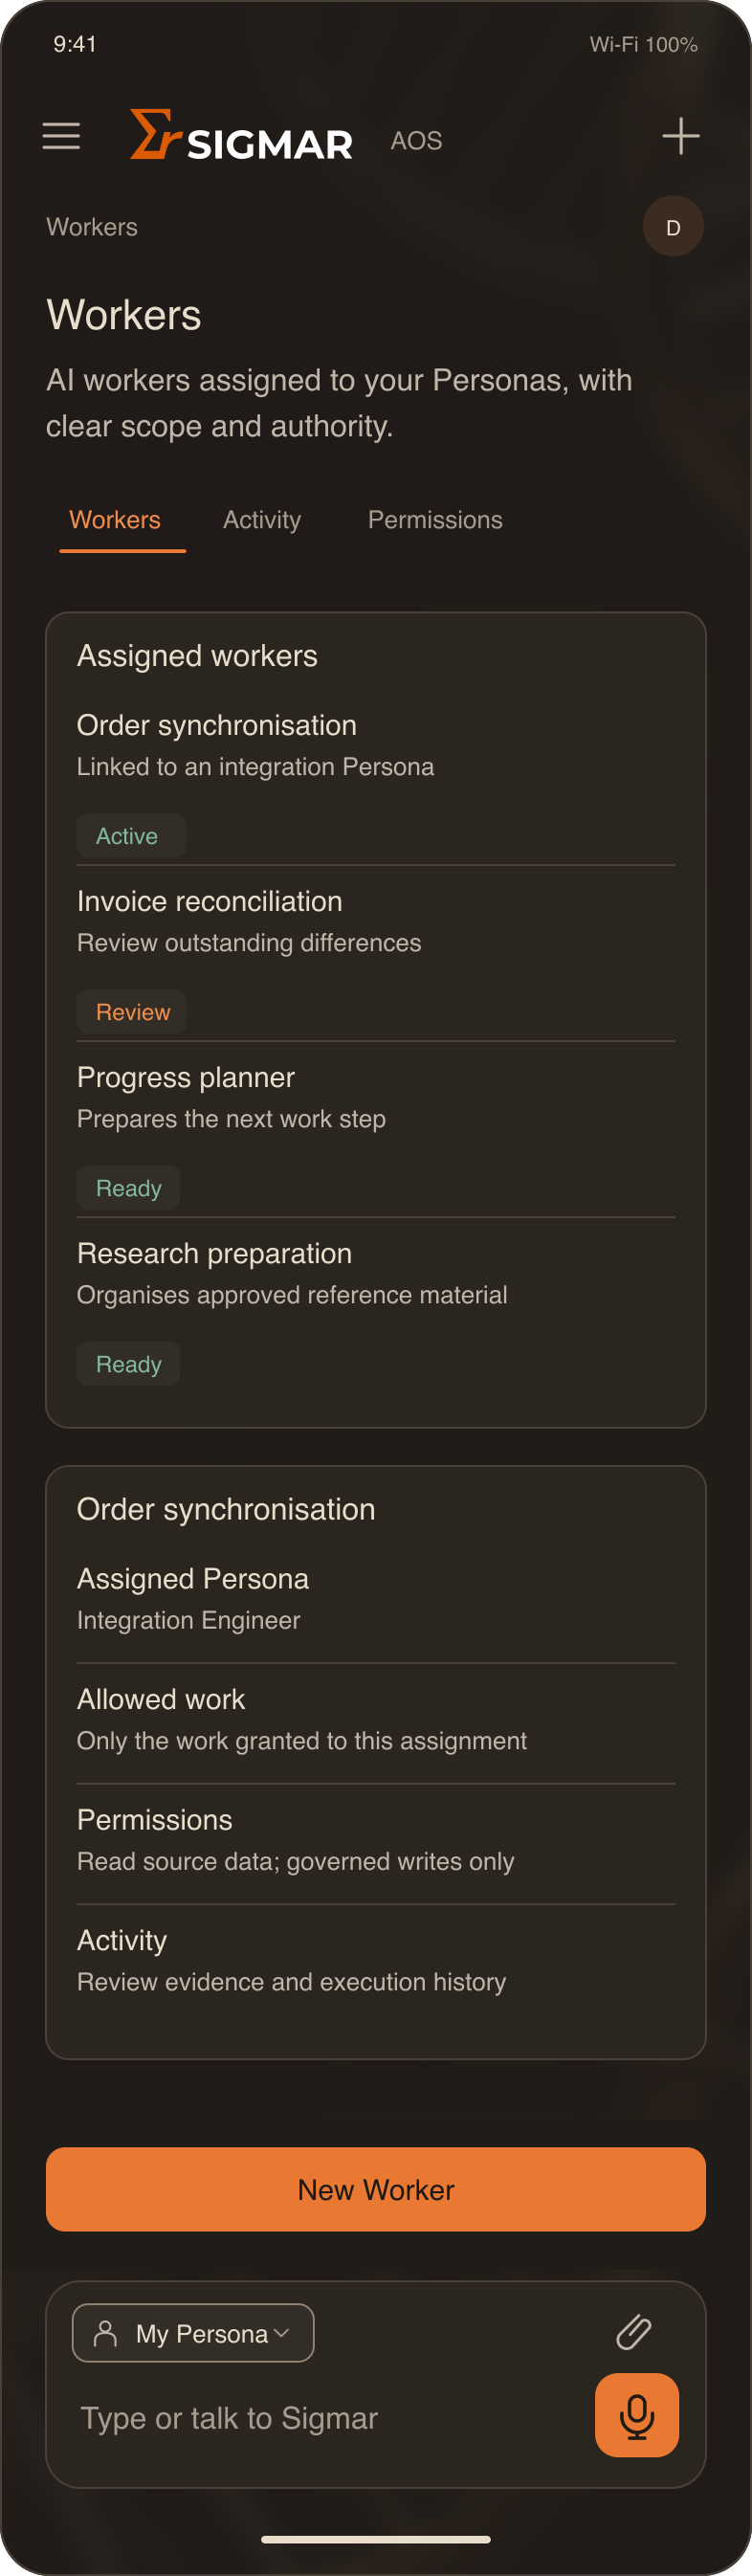 9:41
Wi-Fi 100%
Σr SIGMAR AOS
Workers
D
Workers
AI workers assigned to your Personas, with
clear scope and authority.
Workers Activity Permissions
Assigned workers
Order synchronisation
Linked to an integration Persona
Active
Invoice reconciliation
Review outstanding differences
Review
Progress planner
Prepares the next work step
Ready
Research preparation
Organises approved reference material
Ready
Order synchronisation
Assigned Persona
Integration Engineer
Allowed work
Only the work granted to this assignment
Permissions
Read source data; governed writes only
Activity
Review evidence and execution history
New Worker
My Persona
Type or talk to Sigmar